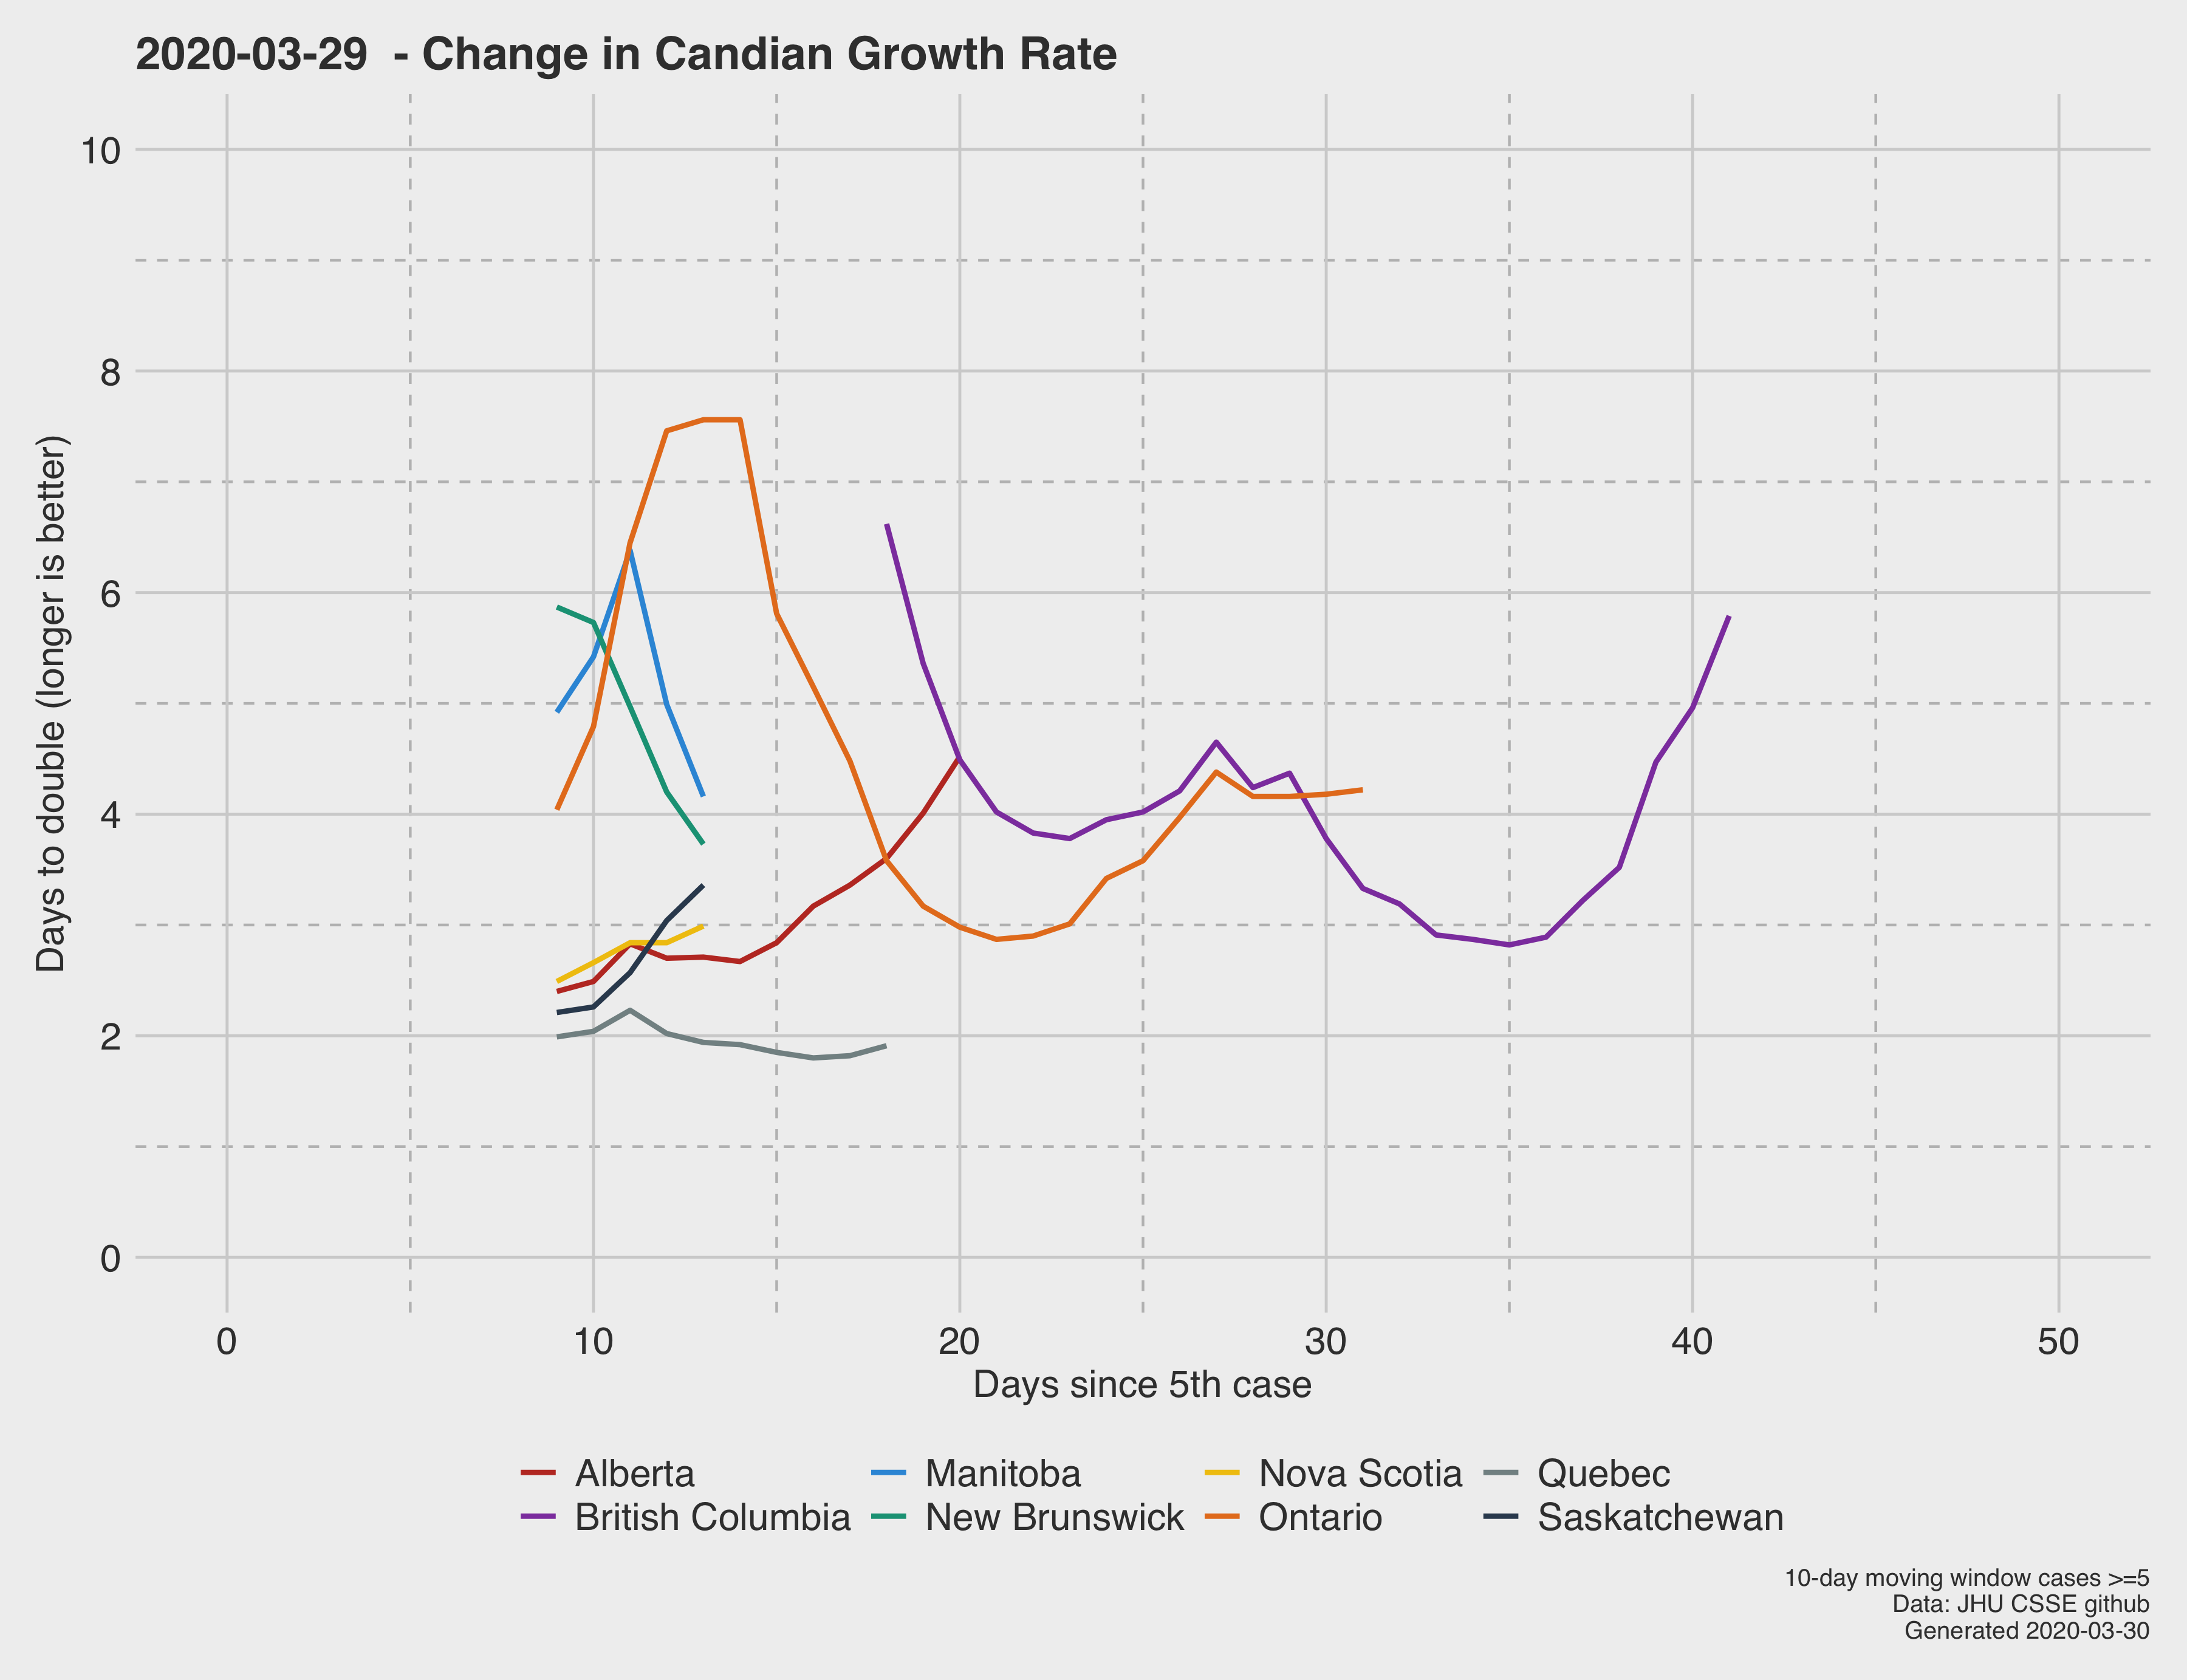 2020-03-29  - Change in Candian Growth Rate
Days to double (longer is better)
10
8
6
4
2
0
0 10 20 30 40 50
Days since 5th case
Alberta Manitoba Nova Scotia Quebec
British Columbia New Brunswick Ontario Saskatchewan
10-day moving window cases >=5
Data: JHU CSSE github
Generated 2020-03-30